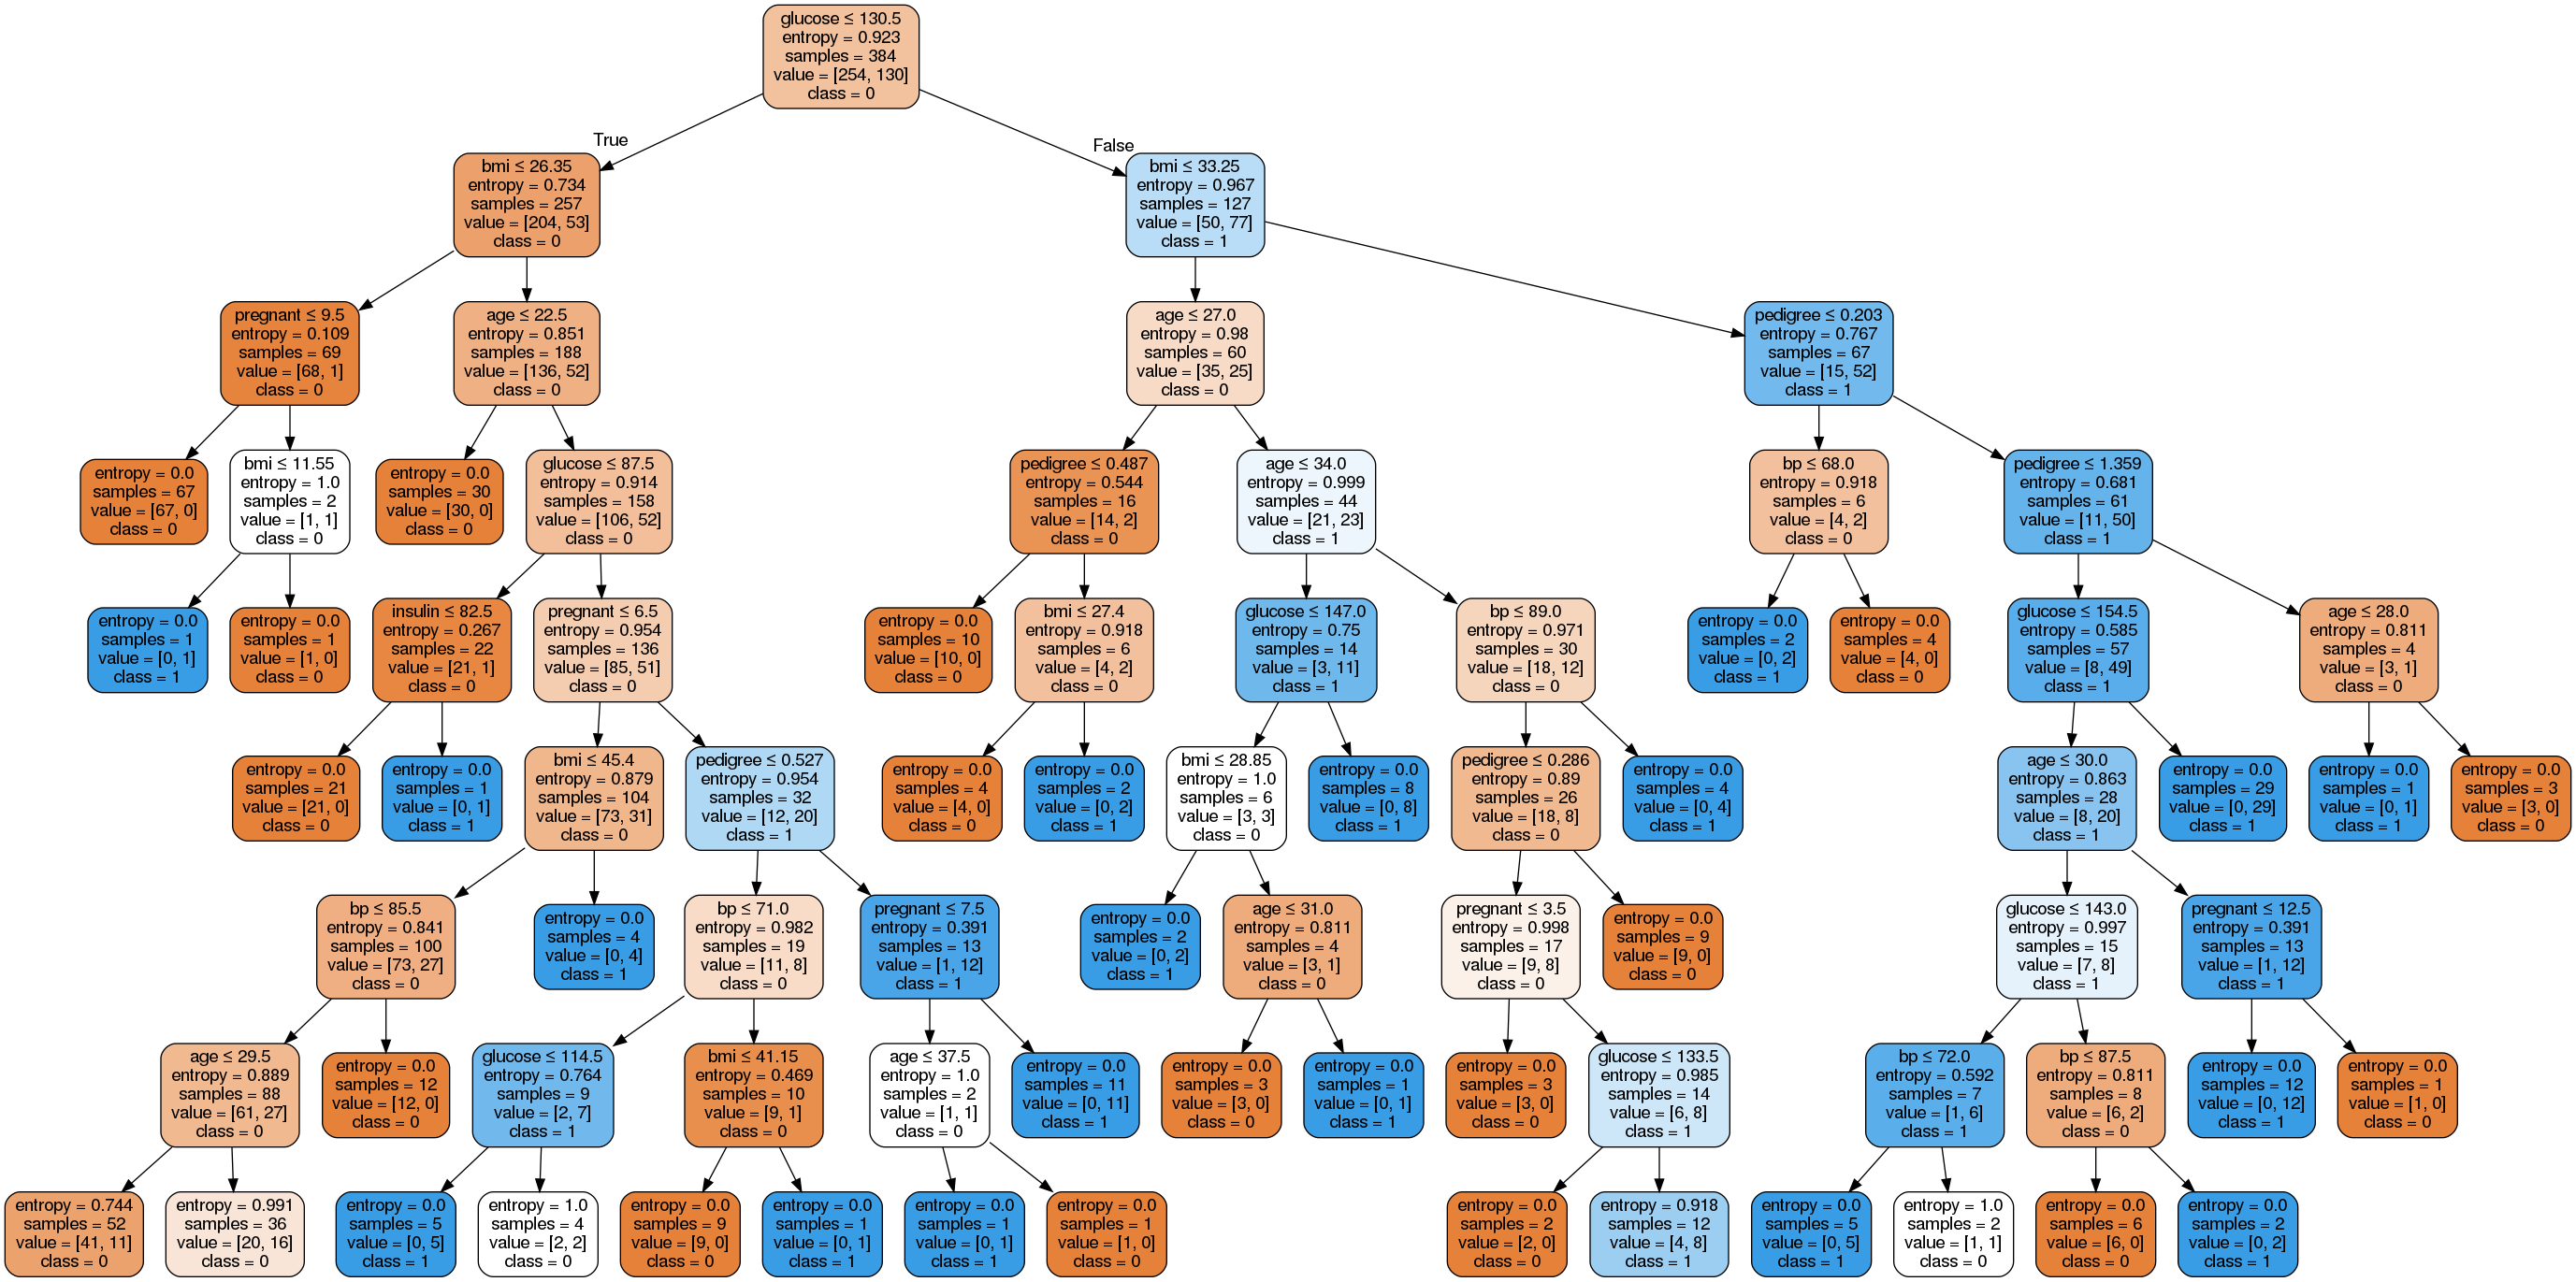 glucose ≤ 130.5
entropy = 0.923
samples = 384
value = [254, 130]
class = 0
True
False
bmi ≤ 26.35
entropy = 0.734
samples = 257
value = [204, 53]
class = 0
bmi ≤ 33.25
entropy = 0.967
samples = 127
value = [50, 77]
class = 1
pregnant ≤ 9.5
entropy = 0.109
samples = 69
value = [68, 1]
class = 0
age ≤ 22.5
entropy = 0.851
samples = 188
value = [136, 52]
class = 0
age ≤ 27.0
entropy = 0.98
samples = 60
value = [35, 25]
class = 0
pedigree ≤ 0.203
entropy = 0.767
samples = 67
value = [15, 52]
class = 1
entropy = 0.0
samples = 67
value = [67, 0]
class = 0
bmi ≤ 11.55
entropy = 1.0
samples = 2
value = [1, 1]
class = 0
entropy = 0.0
samples = 30
value = [30, 0]
class = 0
glucose ≤ 87.5
entropy = 0.914
samples = 158
value = [106, 52]
class = 0
pedigree ≤ 0.487
entropy = 0.544
samples = 16
value = [14, 2]
class = 0
age ≤ 34.0
entropy = 0.999
samples = 44
value = [21, 23]
class = 1
bp ≤ 68.0
entropy = 0.918
samples = 6
value = [4, 2]
class = 0
pedigree ≤ 1.359
entropy = 0.681
samples = 61
value = [11, 50]
class = 1
entropy = 0.0
samples = 1
value = [0, 1]
class = 1
entropy = 0.0
samples = 1
value = [1, 0]
class = 0
insulin ≤ 82.5
entropy = 0.267
samples = 22
value = [21, 1]
class = 0
pregnant ≤ 6.5
entropy = 0.954
samples = 136
value = [85, 51]
class = 0
entropy = 0.0
samples = 10
value = [10, 0]
class = 0
bmi ≤ 27.4
entropy = 0.918
samples = 6
value = [4, 2]
class = 0
glucose ≤ 147.0
entropy = 0.75
samples = 14
value = [3, 11]
class = 1
bp ≤ 89.0
entropy = 0.971
samples = 30
value = [18, 12]
class = 0
entropy = 0.0
samples = 2
value = [0, 2]
class = 1
entropy = 0.0
samples = 4
value = [4, 0]
class = 0
glucose ≤ 154.5
entropy = 0.585
samples = 57
value = [8, 49]
class = 1
age ≤ 28.0
entropy = 0.811
samples = 4
value = [3, 1]
class = 0
entropy = 0.0
samples = 21
value = [21, 0]
class = 0
entropy = 0.0
samples = 1
value = [0, 1]
class = 1
bmi ≤ 45.4
entropy = 0.879
samples = 104
value = [73, 31]
class = 0
pedigree ≤ 0.527
entropy = 0.954
samples = 32
value = [12, 20]
class = 1
entropy = 0.0
samples = 4
value = [4, 0]
class = 0
entropy = 0.0
samples = 2
value = [0, 2]
class = 1
bmi ≤ 28.85
entropy = 1.0
samples = 6
value = [3, 3]
class = 0
entropy = 0.0
samples = 8
value = [0, 8]
class = 1
pedigree ≤ 0.286
entropy = 0.89
samples = 26
value = [18, 8]
class = 0
entropy = 0.0
samples = 4
value = [0, 4]
class = 1
age ≤ 30.0
entropy = 0.863
samples = 28
value = [8, 20]
class = 1
entropy = 0.0
samples = 29
value = [0, 29]
class = 1
entropy = 0.0
samples = 1
value = [0, 1]
class = 1
entropy = 0.0
samples = 3
value = [3, 0]
class = 0
bp ≤ 85.5
entropy = 0.841
samples = 100
value = [73, 27]
class = 0
entropy = 0.0
samples = 4
value = [0, 4]
class = 1
bp ≤ 71.0
entropy = 0.982
samples = 19
value = [11, 8]
class = 0
pregnant ≤ 7.5
entropy = 0.391
samples = 13
value = [1, 12]
class = 1
entropy = 0.0
samples = 2
value = [0, 2]
class = 1
age ≤ 31.0
entropy = 0.811
samples = 4
value = [3, 1]
class = 0
pregnant ≤ 3.5
entropy = 0.998
samples = 17
value = [9, 8]
class = 0
entropy = 0.0
samples = 9
value = [9, 0]
class = 0
glucose ≤ 143.0
entropy = 0.997
samples = 15
value = [7, 8]
class = 1
pregnant ≤ 12.5
entropy = 0.391
samples = 13
value = [1, 12]
class = 1
age ≤ 29.5
entropy = 0.889
samples = 88
value = [61, 27]
class = 0
entropy = 0.0
samples = 12
value = [12, 0]
class = 0
glucose ≤ 114.5
entropy = 0.764
samples = 9
value = [2, 7]
class = 1
bmi ≤ 41.15
entropy = 0.469
samples = 10
value = [9, 1]
class = 0
age ≤ 37.5
entropy = 1.0
samples = 2
value = [1, 1]
class = 0
entropy = 0.0
samples = 11
value = [0, 11]
class = 1
entropy = 0.0
samples = 3
value = [3, 0]
class = 0
entropy = 0.0
samples = 1
value = [0, 1]
class = 1
entropy = 0.0
samples = 3
value = [3, 0]
class = 0
glucose ≤ 133.5
entropy = 0.985
samples = 14
value = [6, 8]
class = 1
bp ≤ 72.0
entropy = 0.592
samples = 7
value = [1, 6]
class = 1
bp ≤ 87.5
entropy = 0.811
samples = 8
value = [6, 2]
class = 0
entropy = 0.0
samples = 12
value = [0, 12]
class = 1
entropy = 0.0
samples = 1
value = [1, 0]
class = 0
entropy = 0.744
samples = 52
value = [41, 11]
class = 0
entropy = 0.991
samples = 36
value = [20, 16]
class = 0
entropy = 0.0
samples = 5
value = [0, 5]
class = 1
entropy = 1.0
samples = 4
value = [2, 2]
class = 0
entropy = 0.0
samples = 9
value = [9, 0]
class = 0
entropy = 0.0
samples = 1
value = [0, 1]
class = 1
entropy = 0.0
samples = 1
value = [0, 1]
class = 1
entropy = 0.0
samples = 1
value = [1, 0]
class = 0
entropy = 0.0
samples = 2
value = [2, 0]
class = 0
entropy = 0.918
samples = 12
value = [4, 8]
class = 1
entropy = 0.0
samples = 5
value = [0, 5]
class = 1
entropy = 1.0
samples = 2
value = [1, 1]
class = 0
entropy = 0.0
samples = 6
value = [6, 0]
class = 0
entropy = 0.0
samples = 2
value = [0, 2]
class = 1